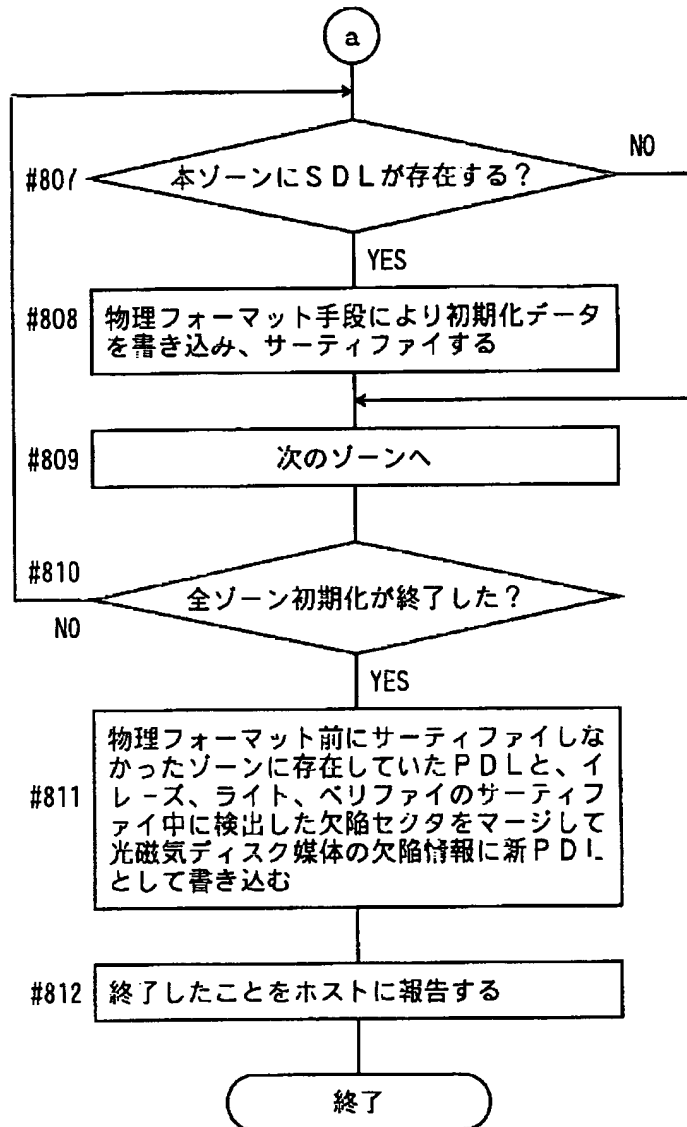 a
NO
#807
本ゾーンにＳＤＬが存在する？
YES
#808
物理フォーマット手段により初期化データ
を書き込み、サーティファイする
#809
次のゾーンへ
#810
全ゾーン初期化が終了した？
NO
YES
#811
物理フォーマット前にサーティファイしな
かったゾーンに存在していたＰＤＬと、イ
レーズ、ライト、ベリファイのサーティフ
ァイ中に検出した欠陥セクタをマージして
光磁気ディスク媒体の欠陥情報に新ＰＤＬ
として書き込む
#812
終了したことをホストに報告する
終了